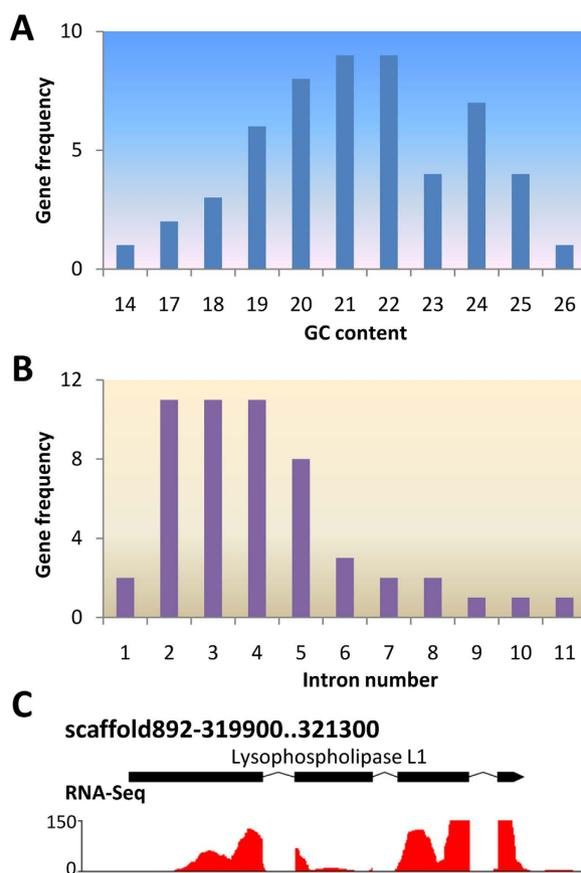 A
10
5
0
Gene frequency
14 17 18 19 20 21 22 23 24 25 26
GC content
B
12
8
4
0
Gene frequency
1 2 3 4 5 6 7 8 9 10 11
Intron number
C
scaffold892-319900..321300
Lysophospholipase L1
RNA-Seq
150
0